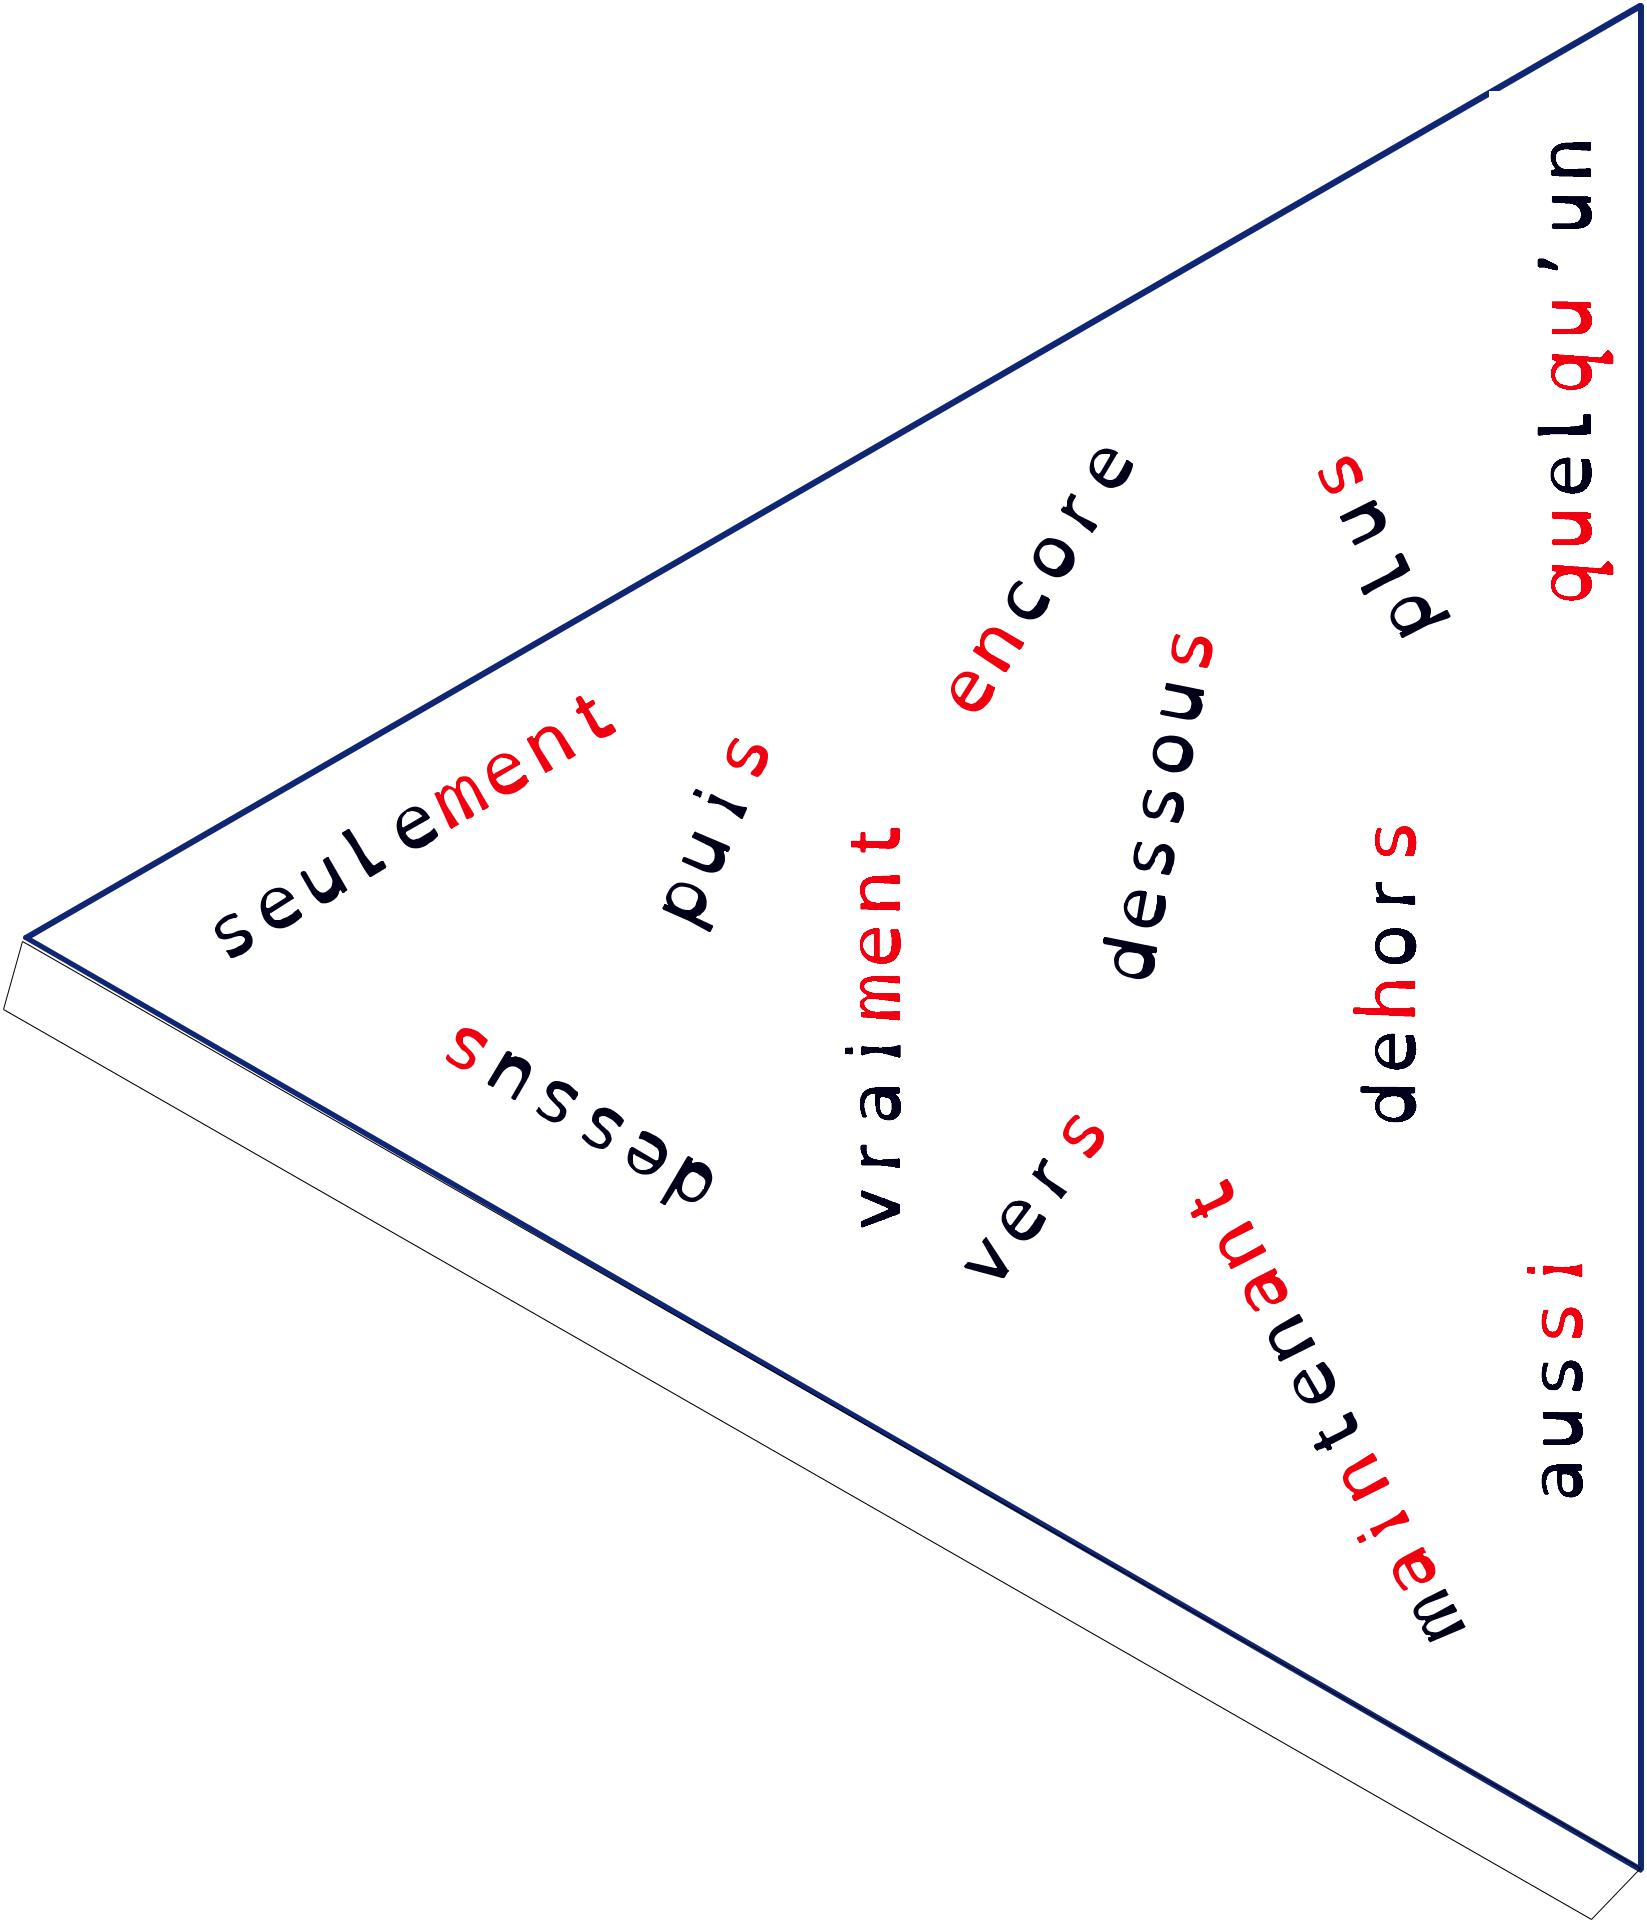 quelqu'un
encore
plus
dessous
seulement
puis
vraiment
dehors
dessus
vers
maintenant
aussi